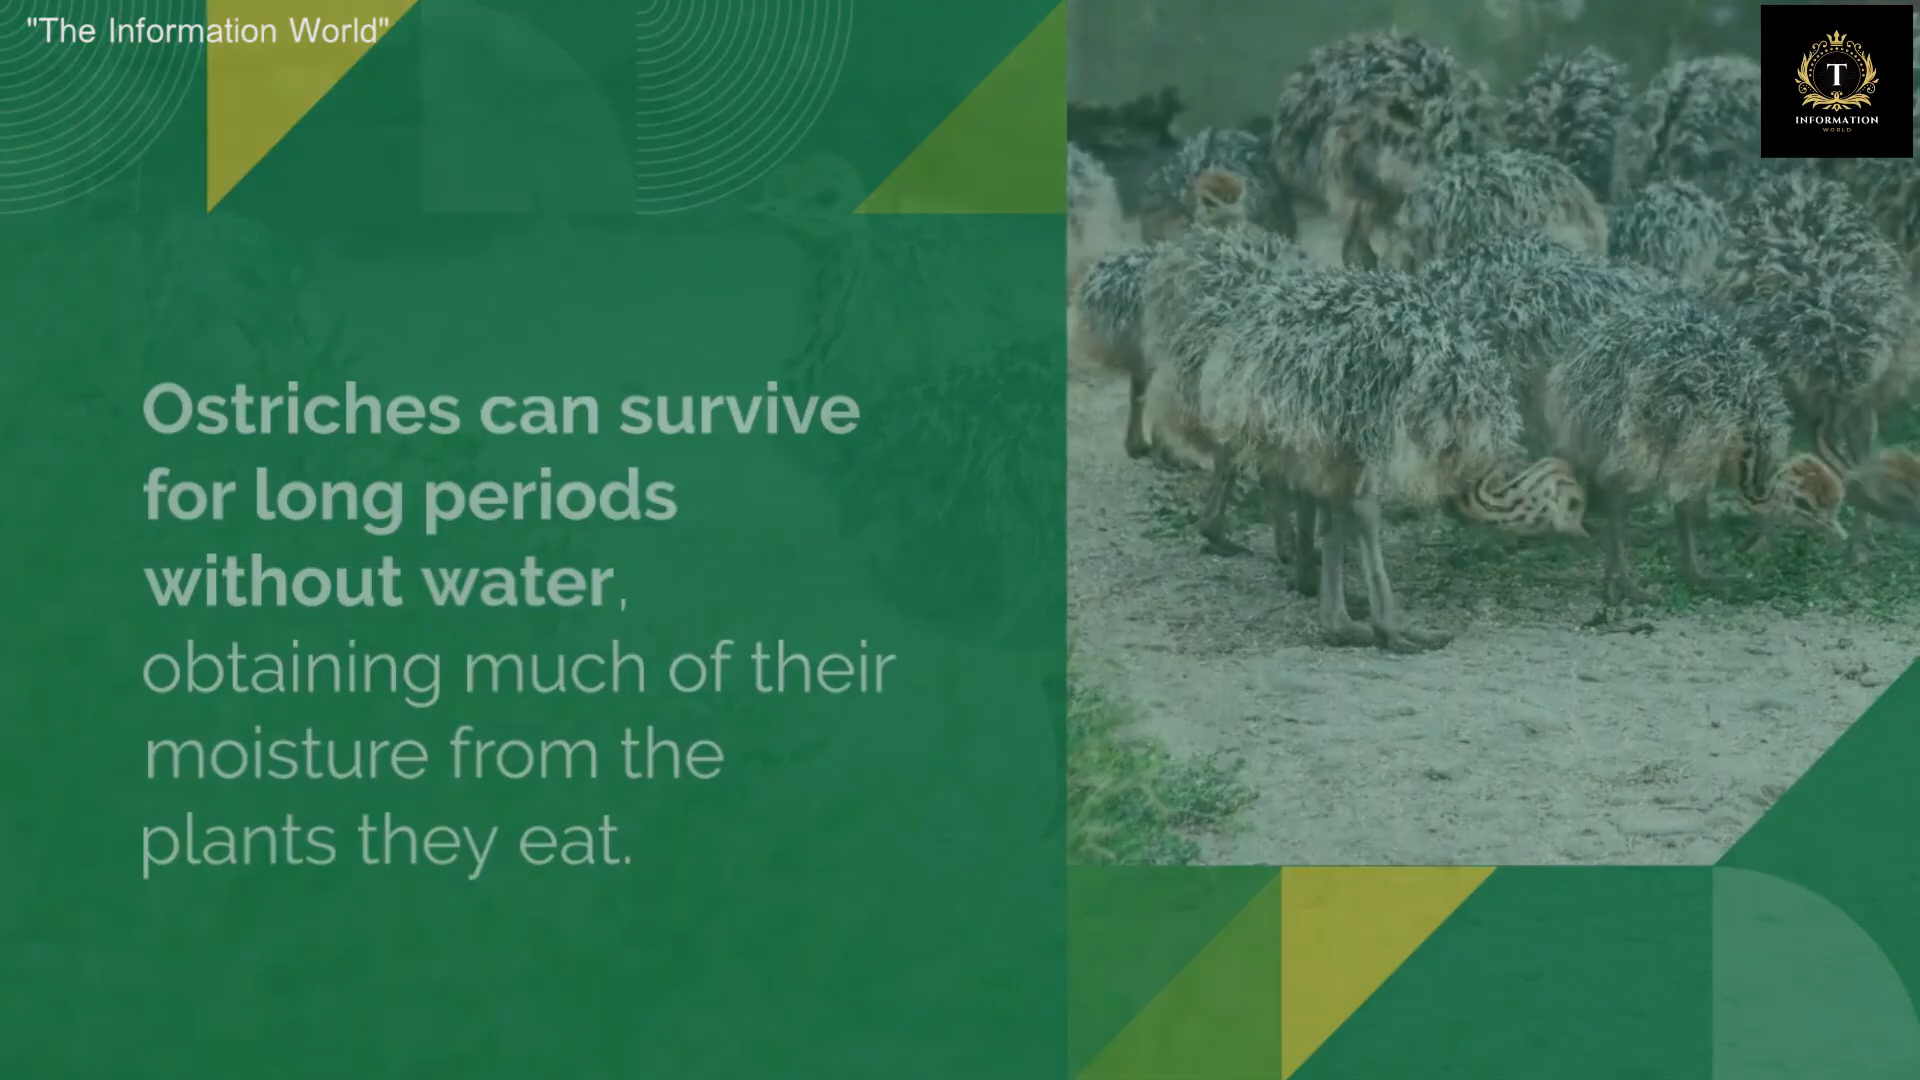 "The Information World"
T
INFORMATION
WORLD
Ostriches can survive
for long periods
without water,
obtaining much of their
moisture from the
plants they eat.